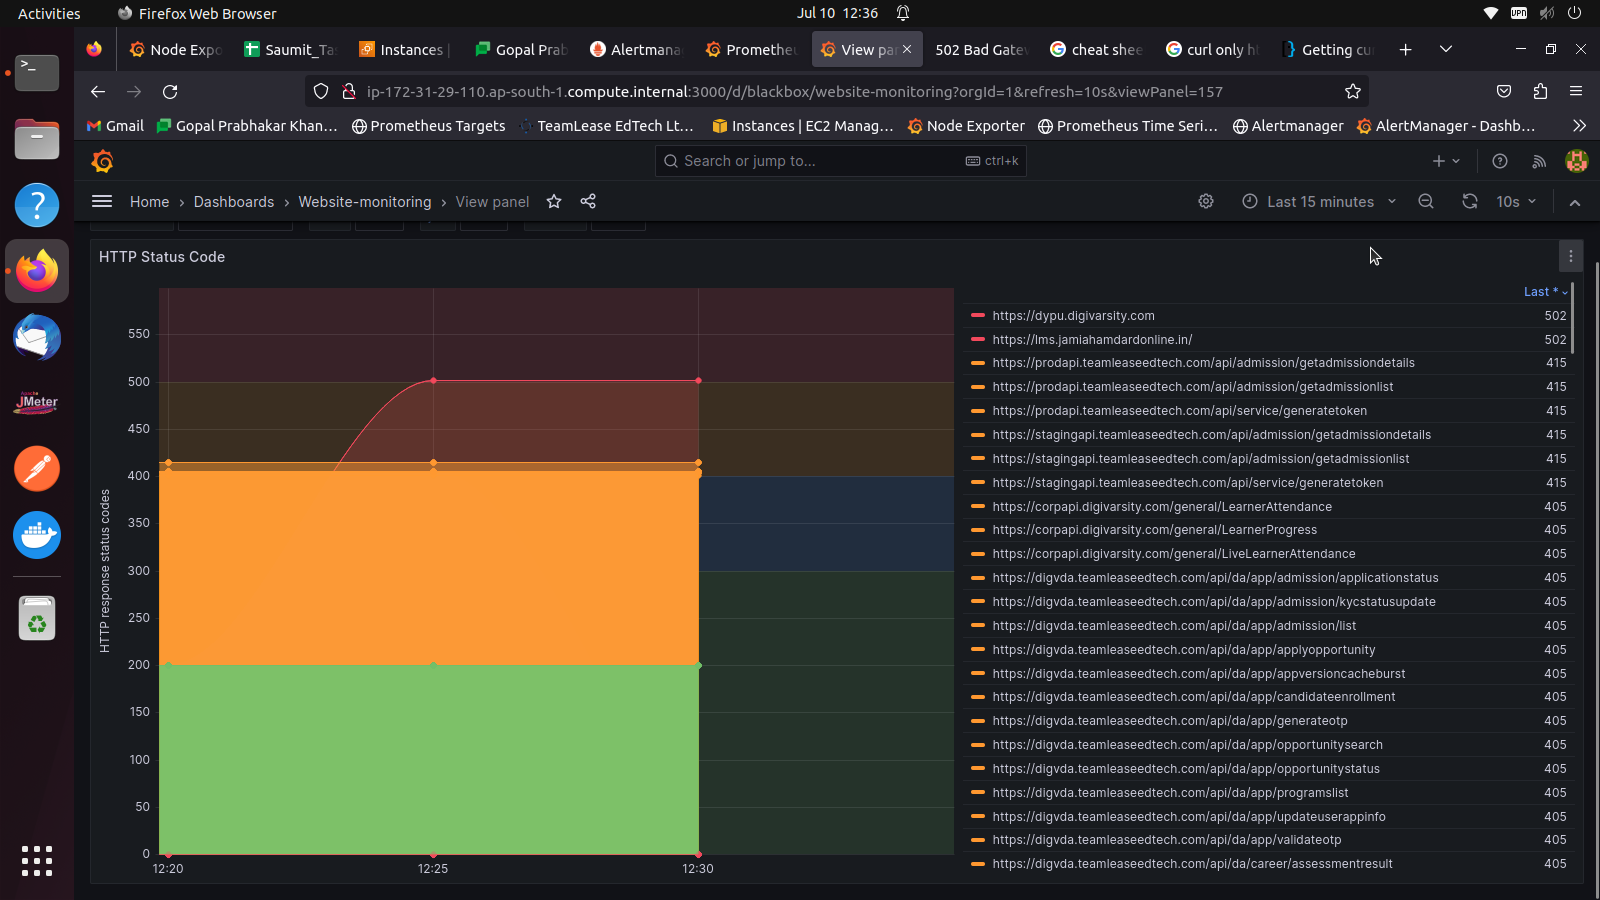 Activities
Firefox Web Browser
Jul 10 12:36
VPN
Node Expo
Saumit_Tas
Instances |
Gopal Prab
Alertmana
Prometheu
View pa
502 Bad Gatew
cheat shee
curl only h
Getting cu
ip-172-31-29-110.ap-south-1.compute.internal:3000/d/blackbox/website-monitoring?orgId=1&refresh=10s&viewPanel=157
Gmail
Gopal Prabhakar Khan...
Prometheus Targets
TeamLease EdTech Lt...
Instances | EC2 Manag...
Node Exporter
Prometheus Time Seri...
Alertmanager
AlertManager - Dashb...
Search or jump to...
ctrl+k
Home › Dashboards › Website-monitoring › View panel
Last 15 minutes
10s
HTTP Status Code
HTTP response status codes
550
500
450
400
350
300
250
200
150
100
50
0
12:20
12:25
12:30
Last *
https://dypu.digivarsity.com 502
https://lms.jamiahamdardonline.in/ 502
https://prodapi.teamleaseedtech.com/api/admission/getadmissiondetails 415
https://prodapi.teamleaseedtech.com/api/admission/getadmissionlist 415
https://prodapi.teamleaseedtech.com/api/service/generatetoken 415
https://stagingapi.teamleaseedtech.com/api/admission/getadmissiondetails 415
https://stagingapi.teamleaseedtech.com/api/admission/getadmissionlist 415
https://stagingapi.teamleaseedtech.com/api/service/generatetoken 415
https://corpapi.digivarsity.com/general/LearnerAttendance 405
https://corpapi.digivarsity.com/general/LearnerProgress 405
https://corpapi.digivarsity.com/general/LiveLearnerAttendance 405
https://digvda.teamleaseedtech.com/api/da/app/admission/applicationstatus 405
https://digvda.teamleaseedtech.com/api/da/app/admission/kycstatusupdate 405
https://digvda.teamleaseedtech.com/api/da/app/admission/list 405
https://digvda.teamleaseedtech.com/api/da/app/applyopportunity 405
https://digvda.teamleaseedtech.com/api/da/app/appversioncacheburst 405
https://digvda.teamleaseedtech.com/api/da/app/candidateenrollment 405
https://digvda.teamleaseedtech.com/api/da/app/generateotp 405
https://digvda.teamleaseedtech.com/api/da/app/opportunitysearch 405
https://digvda.teamleaseedtech.com/api/da/app/opportunitystatus 405
https://digvda.teamleaseedtech.com/api/da/app/programslist 405
https://digvda.teamleaseedtech.com/api/da/app/updateuserappinfo 405
https://digvda.teamleaseedtech.com/api/da/app/validateotp 405
https://digvda.teamleaseedtech.com/api/da/career/assessmentresult 405
JMeter